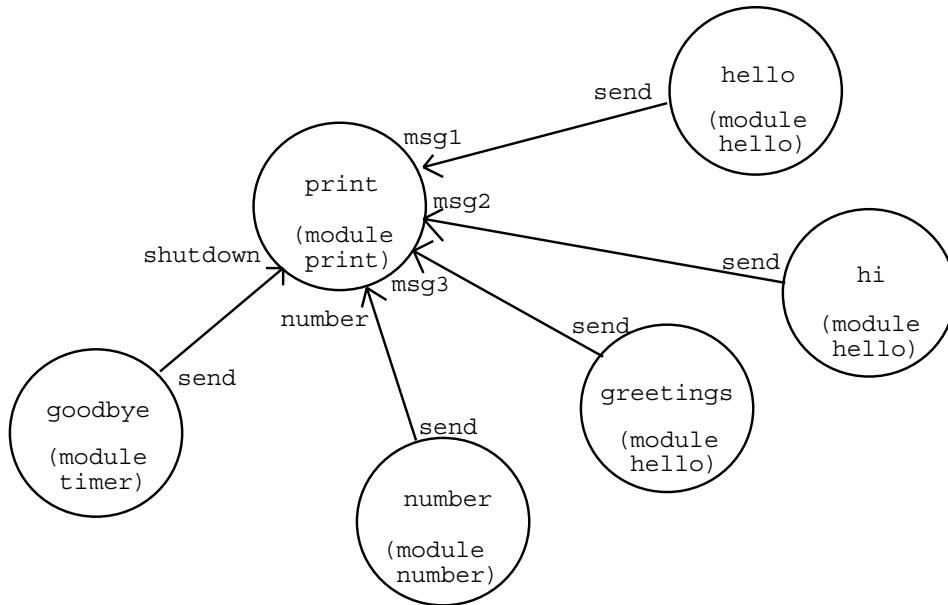 hello
(module
hello)
send
msg1
print
(module
print)
msg2
send
hi
(module
hello)
shutdown
msg3
number
send
greetings
(module
hello)
send
goodbye
(module
timer)
send
number
(module
number)